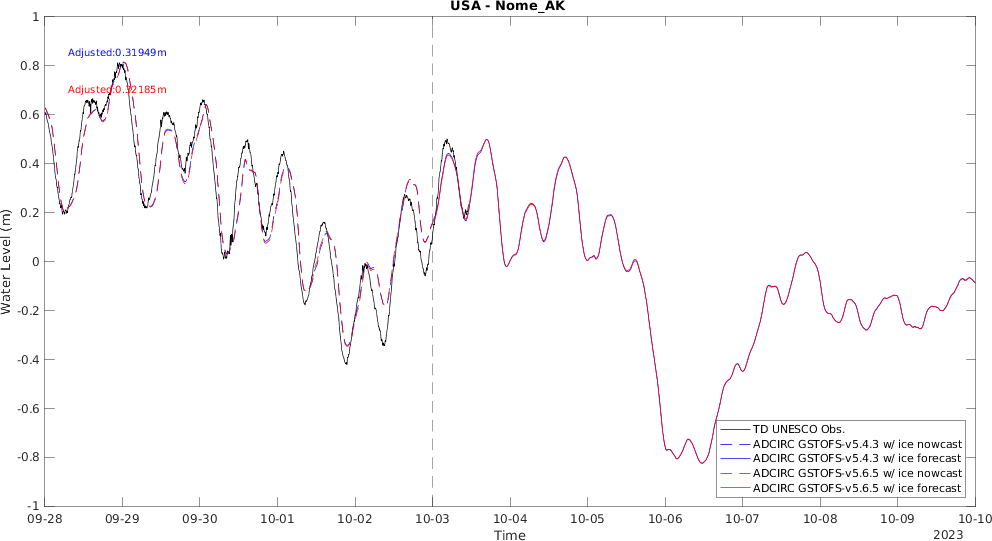 USA - Nome_AK
1
0.8
0.6
0.4
0.2
0
-0.2
-0.4
-0.6
-0.8
-1
Water Level (m)
Adjusted:0.31949m
Adjusted:0.32185m
TD UNESCO Obs.
ADCIRC GSTOFS-v5.4.3 w/ ice nowcast
ADCIRC GSTOFS-v5.4.3 w/ ice forecast
ADCIRC GSTOFS-v5.6.5 w/ ice nowcast
ADCIRC GSTOFS-v5.6.5 w/ ice forecast
09-28 09-29 09-30 10-01 10-02 10-03 10-04 10-05 10-06 10-07 10-08 10-09 10-10
Time
2023